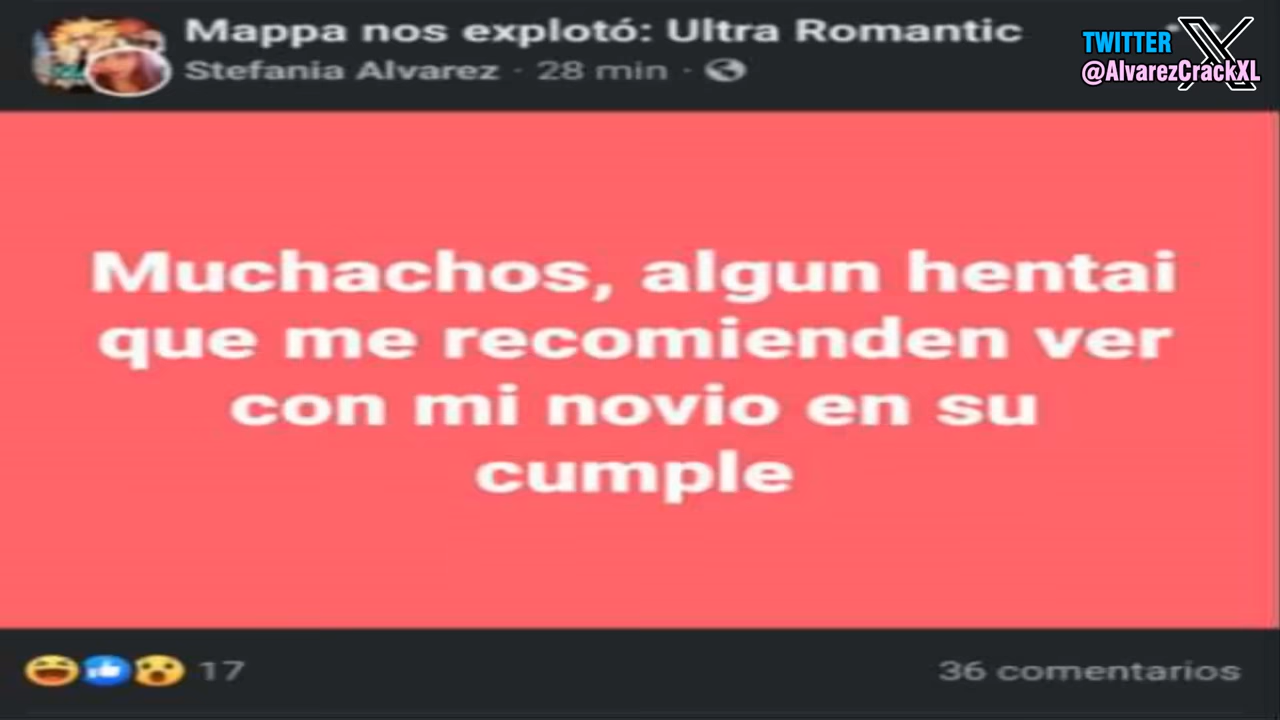 Mappa nos explotó: Ultra Romantic
Stefania Alvarez · 28 min ·
TWITTER
@AlvarezCrackXL
Muchachos, algun hentai
que me recomienden ver
con mi novio en su
cumple
17
36 comentarios